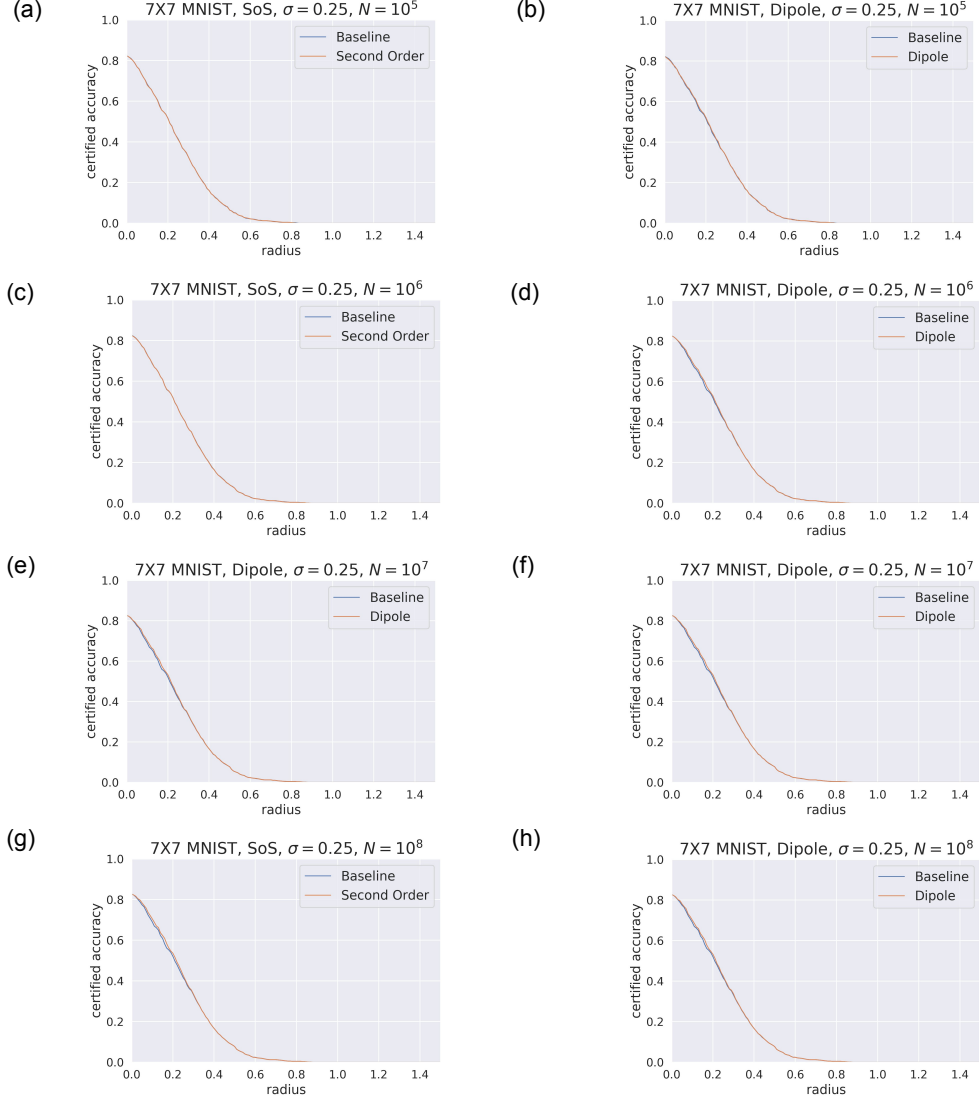 (a)
7X7 MNIST, SoS, σ = 0.25, N = 10^5
1.0
0.8
0.6
0.4
0.2
0.0
certified accuracy
Baseline
Second Order
0.0 0.2 0.4 0.6 0.8 1.0 1.2 1.4
radius
(b)
7X7 MNIST, Dipole, σ = 0.25, N = 10^5
1.0
0.8
0.6
0.4
0.2
0.0
certified accuracy
Baseline
Dipole
0.0 0.2 0.4 0.6 0.8 1.0 1.2 1.4
radius
(c)
7X7 MNIST, SoS, σ = 0.25, N = 10^6
1.0
0.8
0.6
0.4
0.2
0.0
certified accuracy
Baseline
Second Order
0.0 0.2 0.4 0.6 0.8 1.0 1.2 1.4
radius
(d)
7X7 MNIST, Dipole, σ = 0.25, N = 10^6
1.0
0.8
0.6
0.4
0.2
0.0
certified accuracy
Baseline
Dipole
0.0 0.2 0.4 0.6 0.8 1.0 1.2 1.4
radius
(e)
7X7 MNIST, Dipole, σ = 0.25, N = 10^7
1.0
0.8
0.6
0.4
0.2
0.0
certified accuracy
Baseline
Dipole
0.0 0.2 0.4 0.6 0.8 1.0 1.2 1.4
radius
(f)
7X7 MNIST, Dipole, σ = 0.25, N = 10^7
1.0
0.8
0.6
0.4
0.2
0.0
certified accuracy
Baseline
Dipole
0.0 0.2 0.4 0.6 0.8 1.0 1.2 1.4
radius
(g)
7X7 MNIST, SoS, σ = 0.25, N = 10^8
1.0
0.8
0.6
0.4
0.2
0.0
certified accuracy
Baseline
Second Order
0.0 0.2 0.4 0.6 0.8 1.0 1.2 1.4
radius
(h)
7X7 MNIST, Dipole, σ = 0.25, N = 10^8
1.0
0.8
0.6
0.4
0.2
0.0
certified accuracy
Baseline
Dipole
0.0 0.2 0.4 0.6 0.8 1.0 1.2 1.4
radius